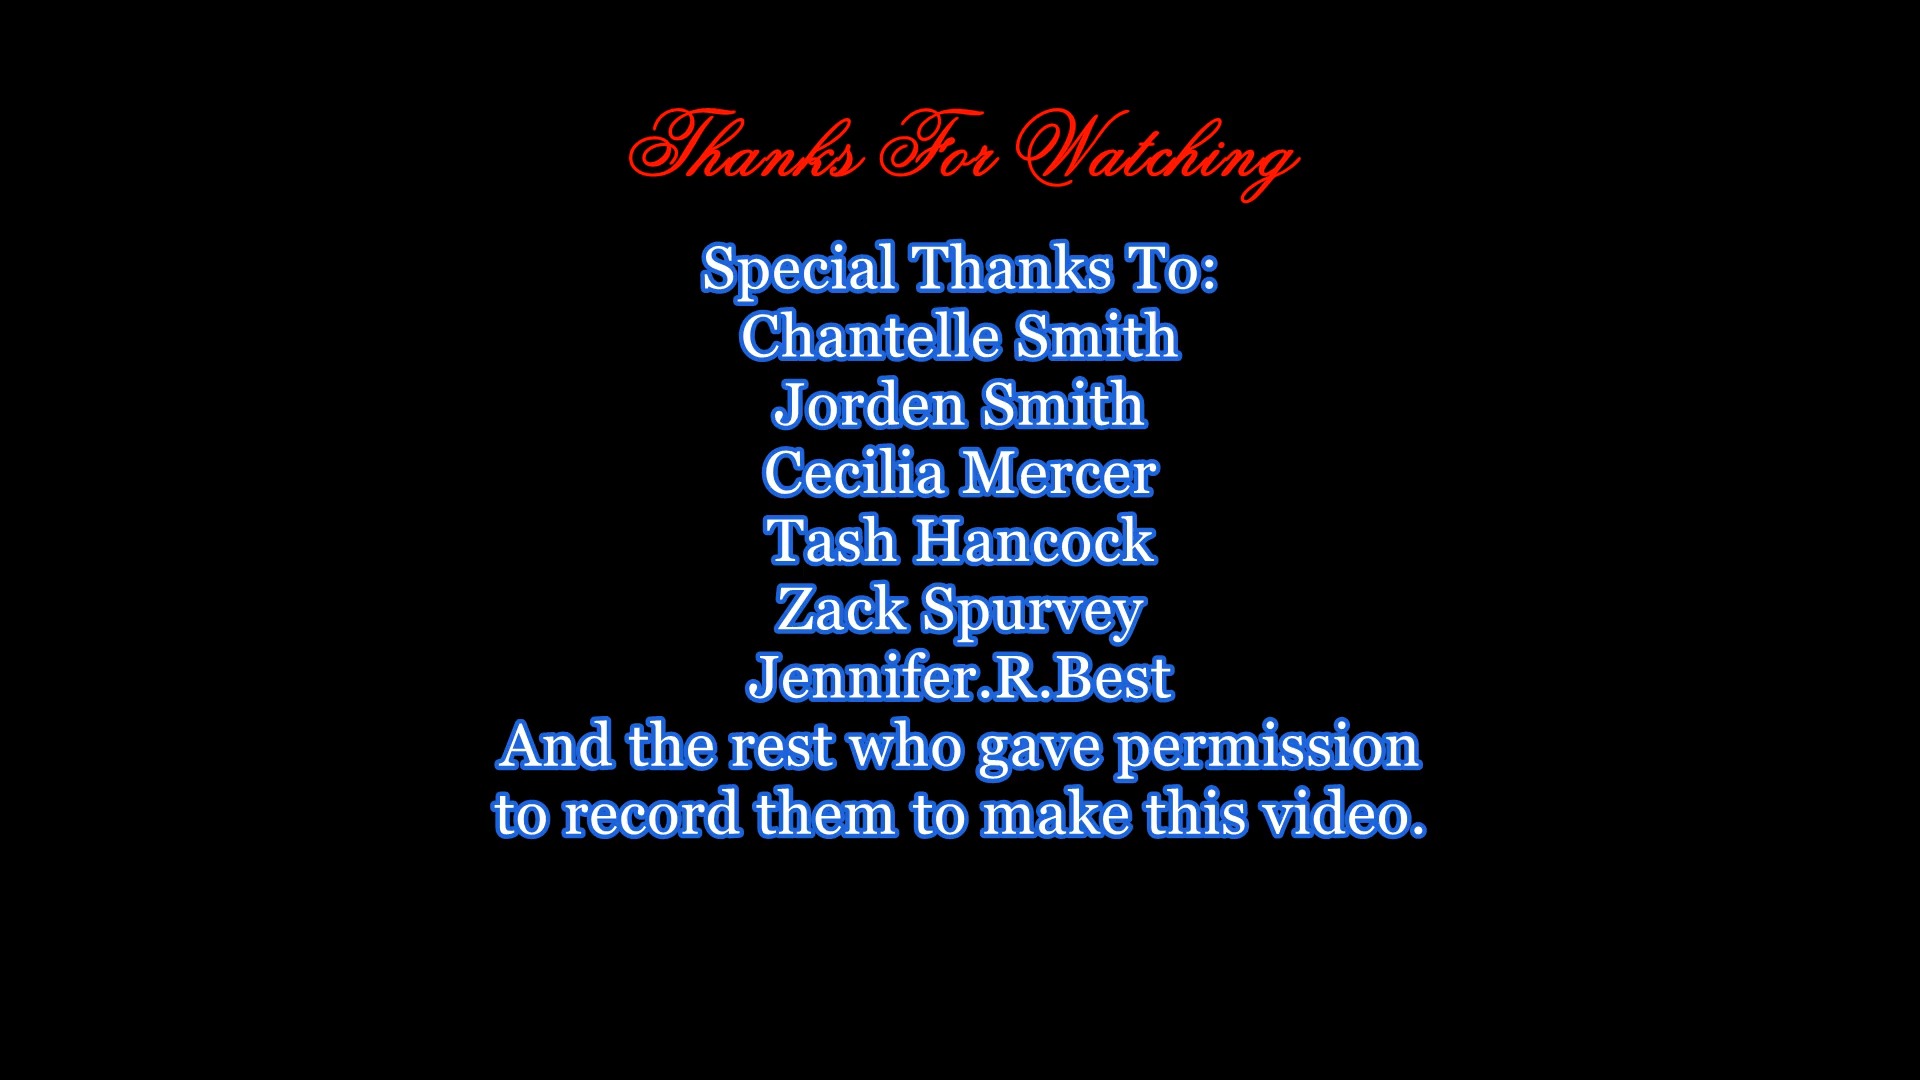 Thanks For Watching
Special Thanks To:
Chantelle Smith
Jorden Smith
Cecilia Mercer
Tash Hancock
Zack Spurvey
Jennifer.R.Best
And the rest who gave permission
to record them to make this video.